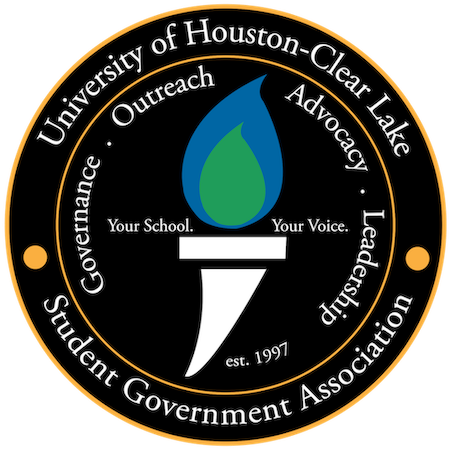 University of Houston-Clear Lake
Governance · Outreach
Advocacy · Leadership
Your School. Your Voice.
est. 1997
Student Government Association